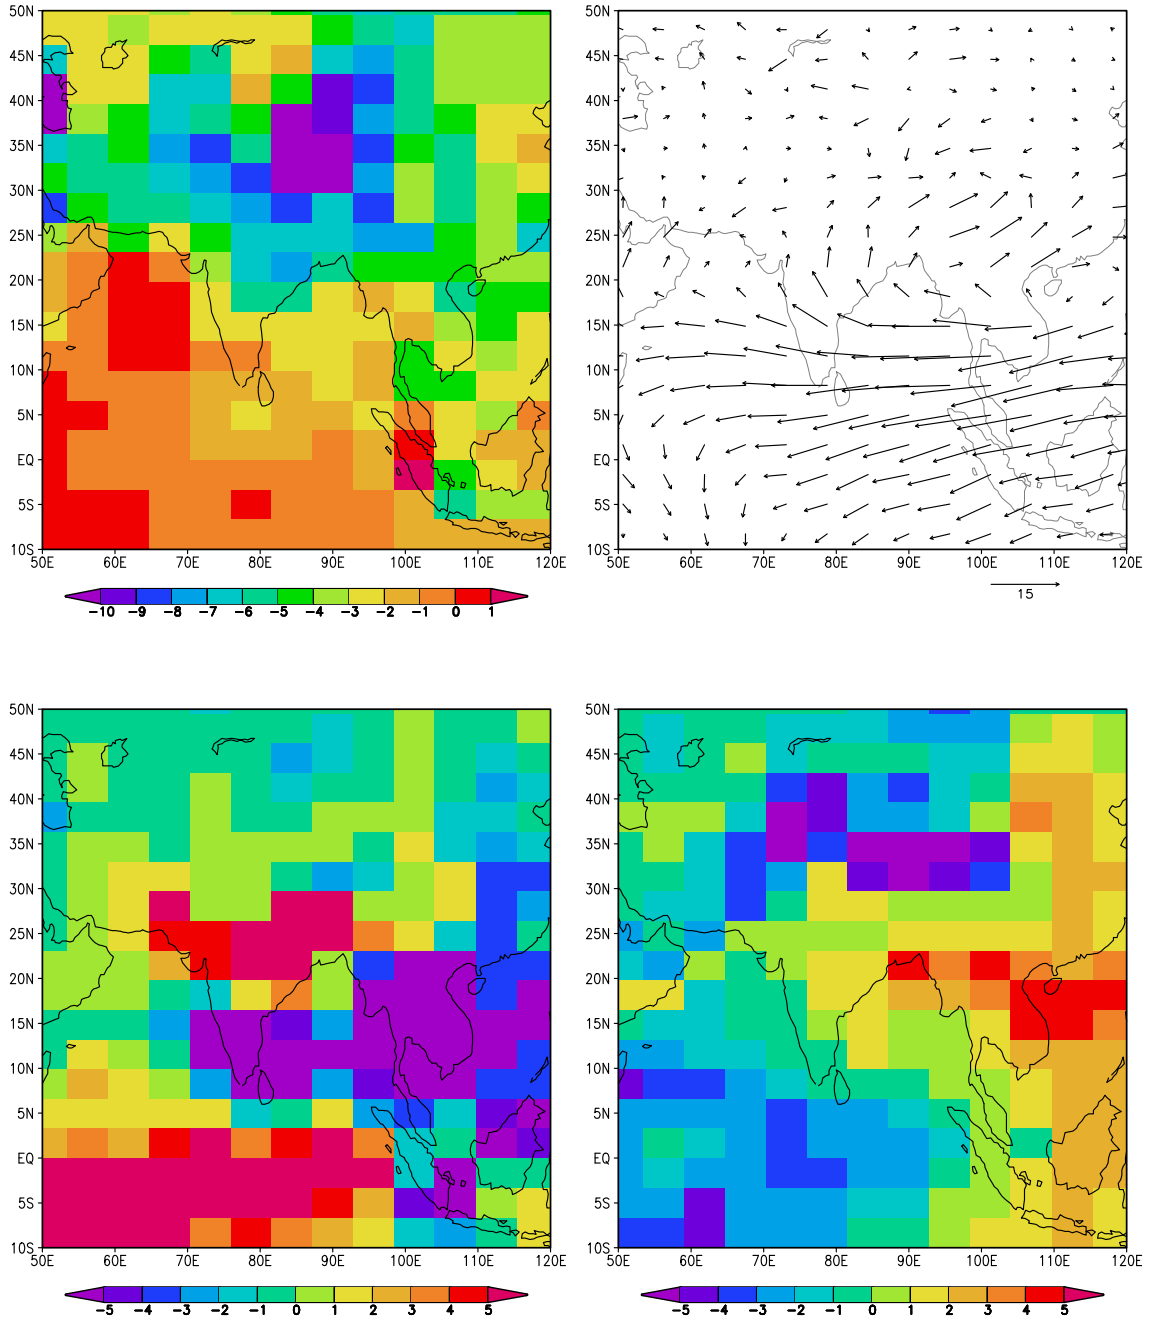 50N 50N
45N 45N
40N 40N
35N 35N
30N 30N
25N 25N
20N 20N
15N 15N
10N 10N
5N 5N
EQ EQ
5S 5S
10S 10S
50E 60E 70E 80E 90E 100E 110E 120E 50E 60E 70E 80E 90E 100E 110E 120E
-10 -9 -8 -7 -6 -5 -4 -3 -2 -1 0 1
15
50N 50N
45N 45N
40N 40N
35N 35N
30N 30N
25N 25N
20N 20N
15N 15N
10N 10N
5N 5N
EQ EQ
5S 5S
10S 10S
50E 60E 70E 80E 90E 100E 110E 120E 50E 60E 70E 80E 90E 100E 110E 120E
-5 -4 -3 -2 -1 0 1 2 3 4 5 -5 -4 -3 -2 -1 0 1 2 3 4 5